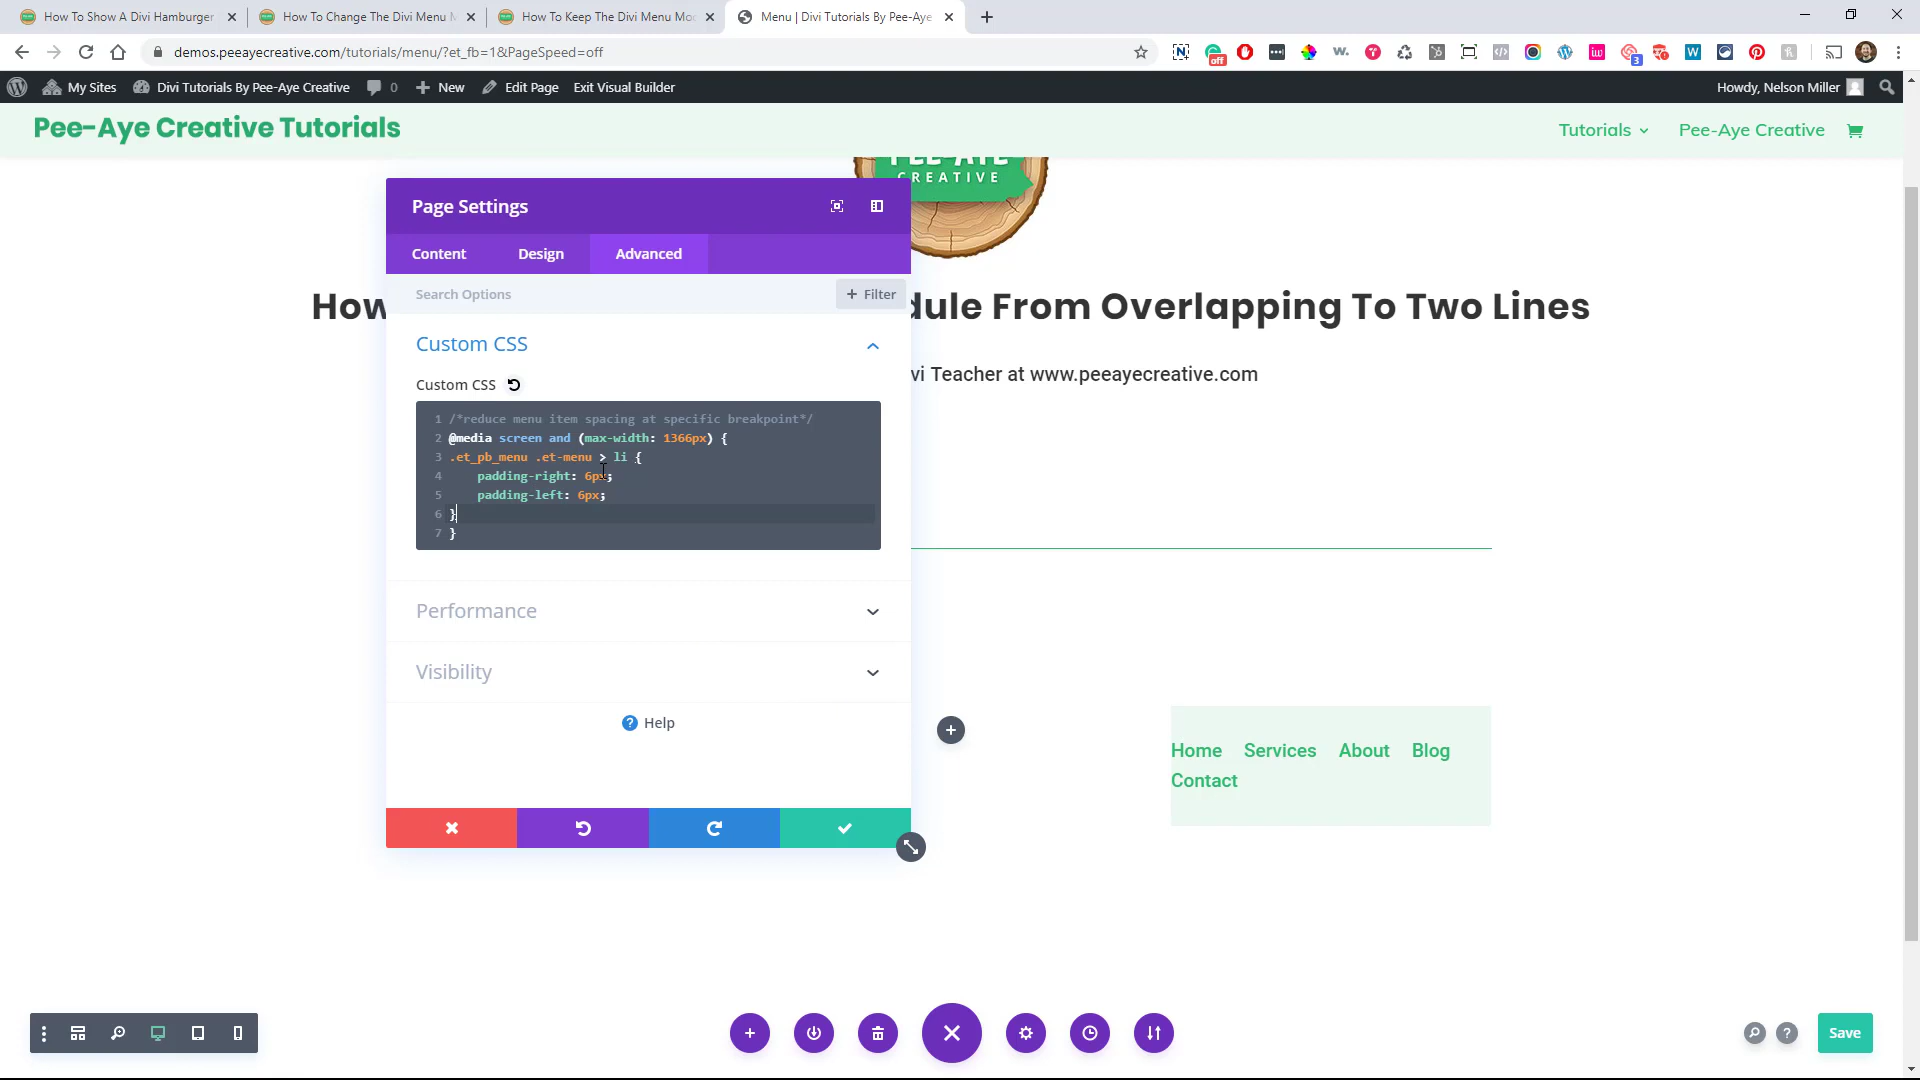 How To Show A Divi Hamburger
How To Change The Divi Menu M
How To Keep The Divi Menu Mod
Menu | Divi Tutorials By Pee-Aye
demos.peeayecreative.com/tutorials/menu/?et_fb=1&PageSpeed=off
off
3
My Sites
Divi Tutorials By Pee-Aye Creative
0
New
Edit Page
Exit Visual Builder
Howdy, Nelson Miller
Pee-Aye Creative Tutorials
Tutorials
Pee-Aye Creative
CREATIVE
Page Settings
Content
Design
Advanced
Search Options
+ Filter
How
dule From Overlapping To Two Lines
vi Teacher at www.peeayecreative.com
Custom CSS
Custom CSS
1 /*reduce menu item spacing at specific breakpoint*/
2 @media screen and (max-width: 1366px) {
3 .et_pb_menu .et-menu > li {
4 padding-right: 6px;
5 padding-left: 6px;
6 }
7 }
Performance
Visibility
Help
Home Services About Blog
Contact
Save